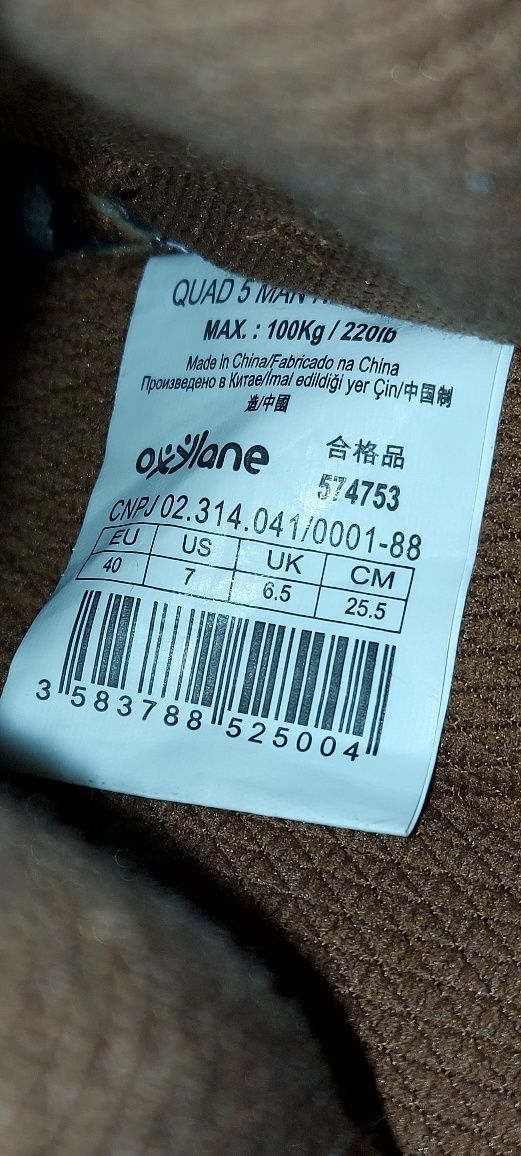 QUAD 5 MAN
MAX. : 100Kg / 220lb
Made in China/Fabricado na China
Произведено в Китае/İmal edildiği yer Çin/中国制
造/中國
oxylane 合格品
574753
CNPJ 02.314.041/0001-88
EU US UK CM
40 7 6.5 25.5
3 583788 525004